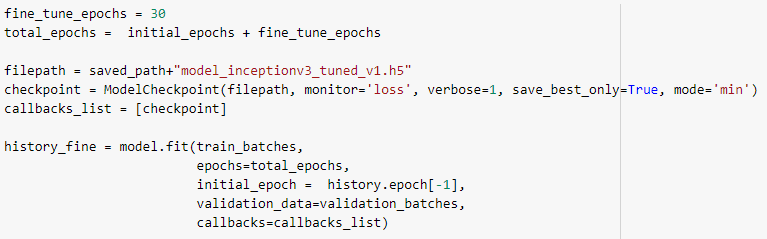 fine_tune_epochs = 30
total_epochs =  initial_epochs + fine_tune_epochs
filepath = saved_path+"model_inceptionv3_tuned_v1.h5"
checkpoint = ModelCheckpoint(filepath, monitor='loss', verbose=1, save_best_only=True, mode='min')
callbacks_list = [checkpoint]
history_fine = model.fit(train_batches,
                         epochs=total_epochs,
                         initial_epoch =  history.epoch[-1],
                         validation_data=validation_batches,
                         callbacks=callbacks_list)